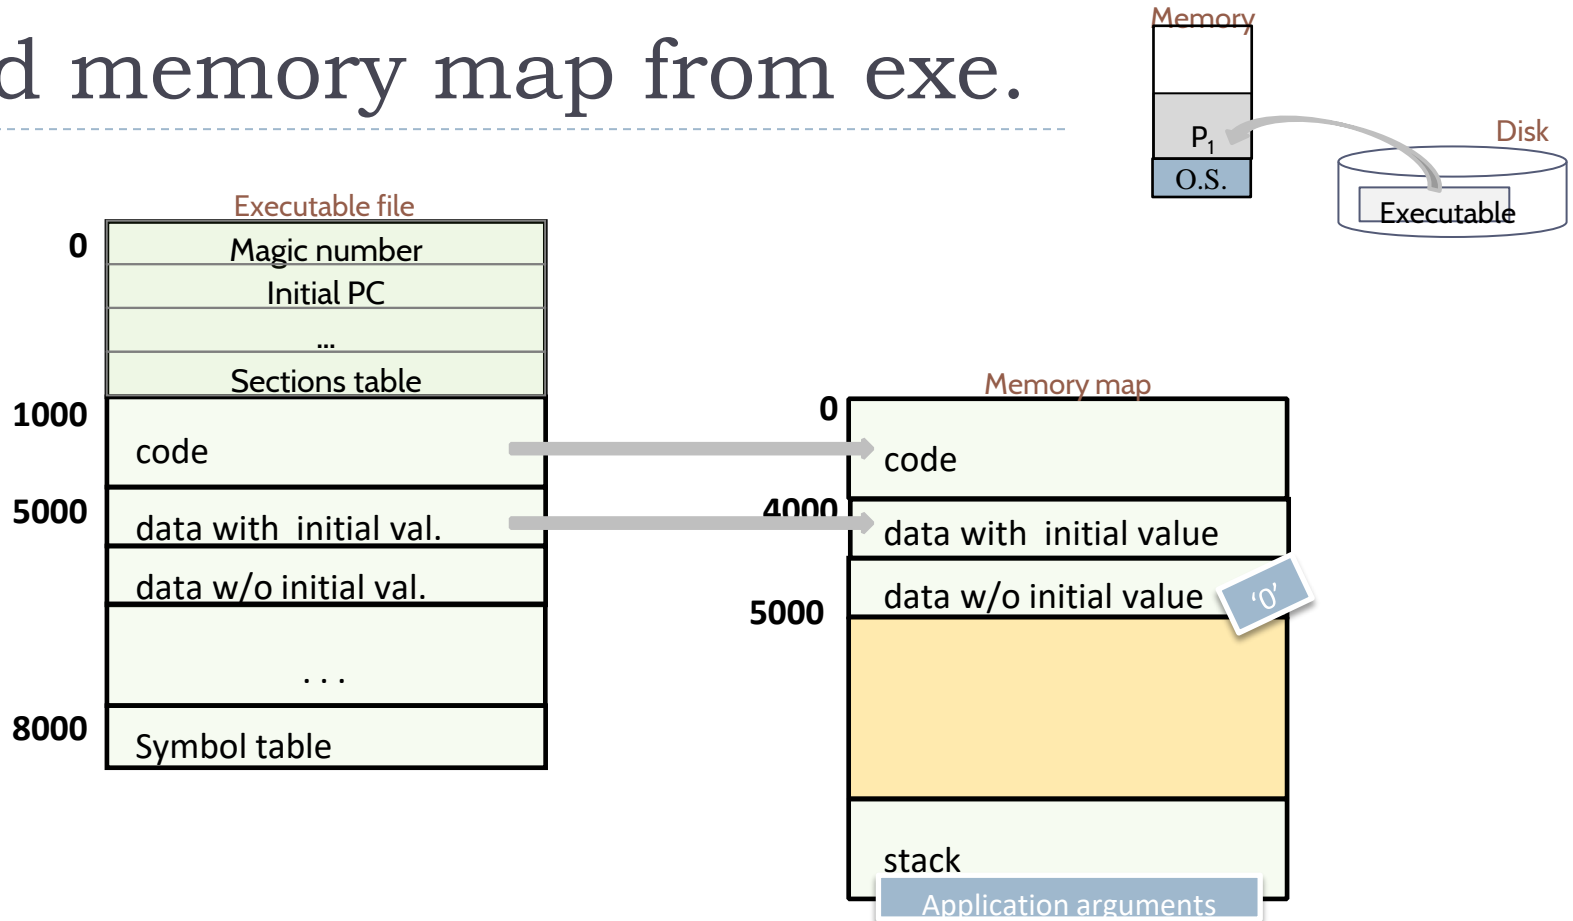 d memory map from exe.
Memory
P₁
O.S.
Disk
Executable
Executable file
0
Magic number
Initial PC
...
Sections table
1000
code
5000
data with initial val.
data w/o initial val.
. . .
8000
Symbol table
Memory map
0
code
4000
data with initial value
data w/o initial value
'0'
5000
stack
Application arguments